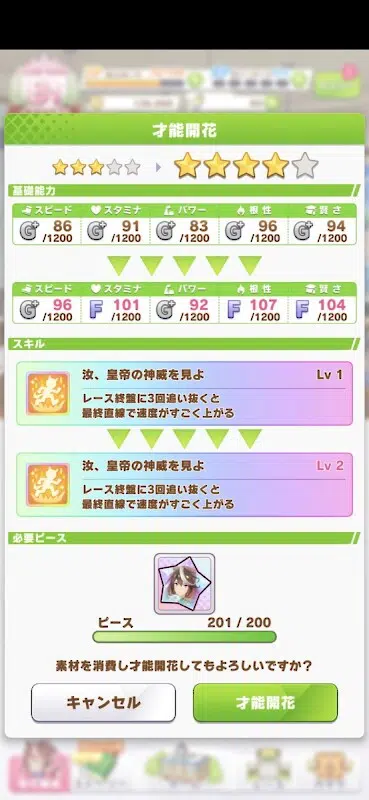 才能開花
基礎能力
スピード スタミナ パワー 根性 賢さ
G+ 86/1200 G+ 91/1200 G+ 83/1200 G+ 96/1200 G+ 94/1200
スピード スタミナ パワー 根性 賢さ
G+ 96/1200 F 101/1200 G+ 92/1200 F 107/1200 F 104/1200
スキル
汝、皇帝の神威を見よ Lv 1
レース終盤に3回追い抜くと
最終直線で速度がすごく上がる
汝、皇帝の神威を見よ Lv 2
レース終盤に3回追い抜くと
最終直線で速度がすごく上がる
必要ピース
ピース 201 / 200
素材を消費し才能開花してもよろしいですか？
キャンセル 才能開花